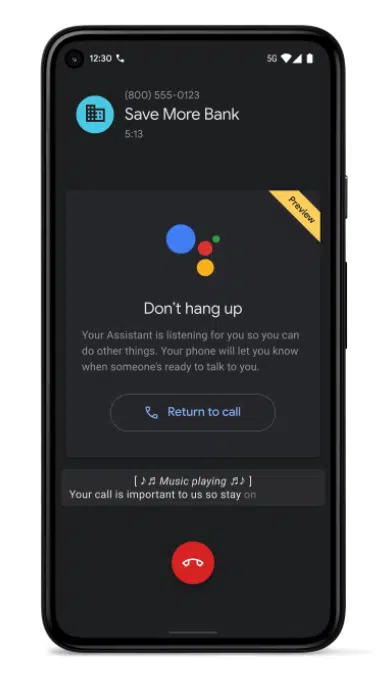 12:30
5G
(800) 555-0123
Save More Bank
5:13
Preview
Don't hang up
Your Assistant is listening for you so you can
do other things. Your phone will let you know
when someone's ready to talk to you.
Return to call
[ ♪♬ Music playing ♬♪ ]
Your call is important to us so stay on